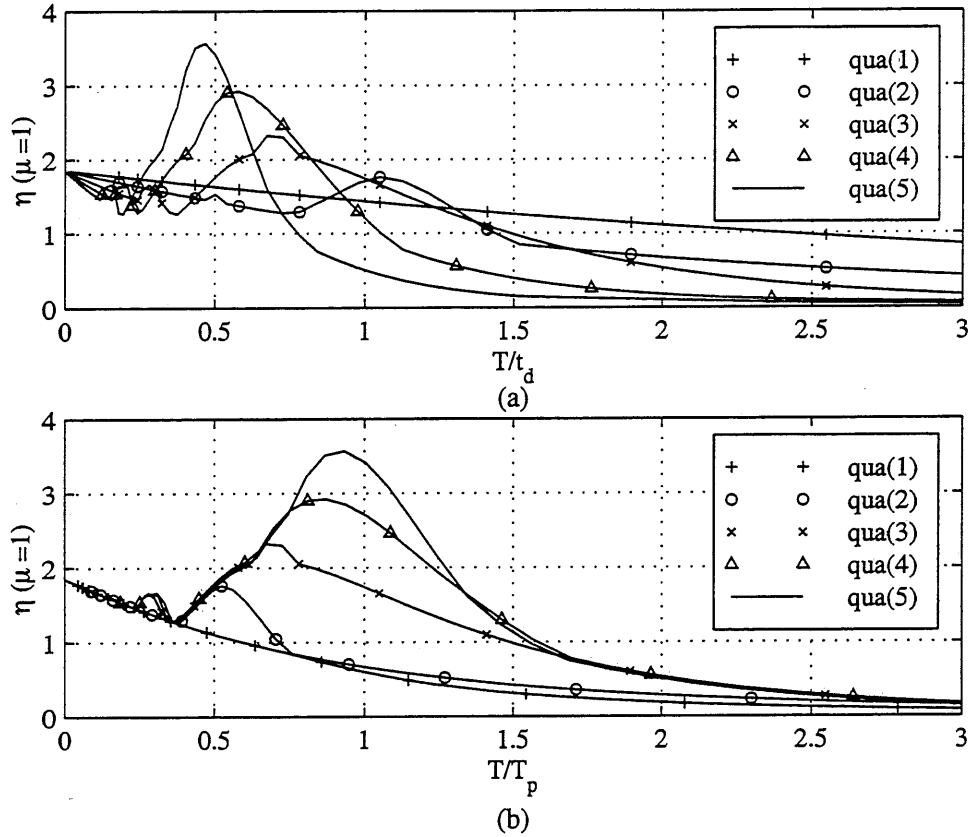 4
3
2
1
0
η (μ=1)
qua(1)
qua(2)
qua(3)
qua(4)
qua(5)
0 0.5 1 1.5 2 2.5 3
T/t_d
(a)
4
3
2
1
0
η (μ=1)
qua(1)
qua(2)
qua(3)
qua(4)
qua(5)
0 0.5 1 1.5 2 2.5 3
T/T_p
(b)